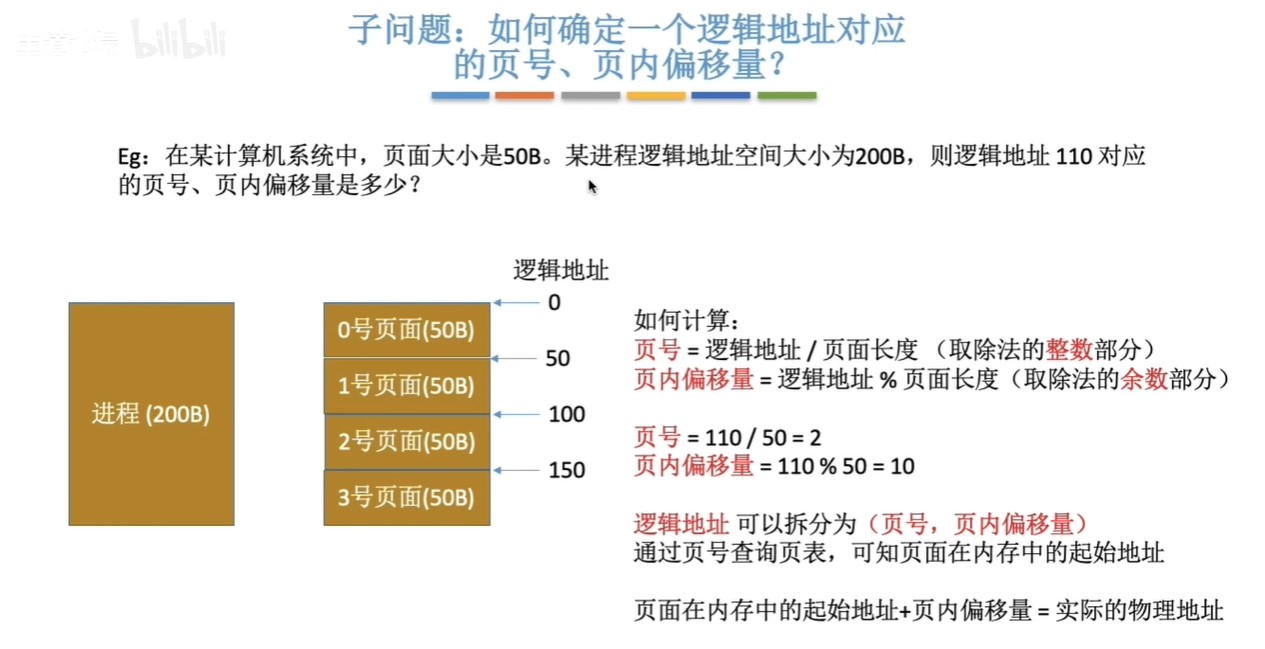 bilibili
子问题：如何确定一个逻辑地址对应
的页号、页内偏移量？
Eg：在某计算机系统中，页面大小是50B。某进程逻辑地址空间大小为200B，则逻辑地址 110 对应
的页号、页内偏移量是多少？
逻辑地址
进程 (200B)
0号页面(50B)
1号页面(50B)
2号页面(50B)
3号页面(50B)
0
50
100
150
如何计算：
页号 = 逻辑地址 / 页面长度 （取除法的整数部分）
页内偏移量 = 逻辑地址 % 页面长度（取除法的余数部分）
页号 = 110 / 50 = 2
页内偏移量 = 110 % 50 = 10
逻辑地址 可以拆分为（页号，页内偏移量）
通过页号查询页表，可知页面在内存中的起始地址
页面在内存中的起始地址+页内偏移量 = 实际的物理地址